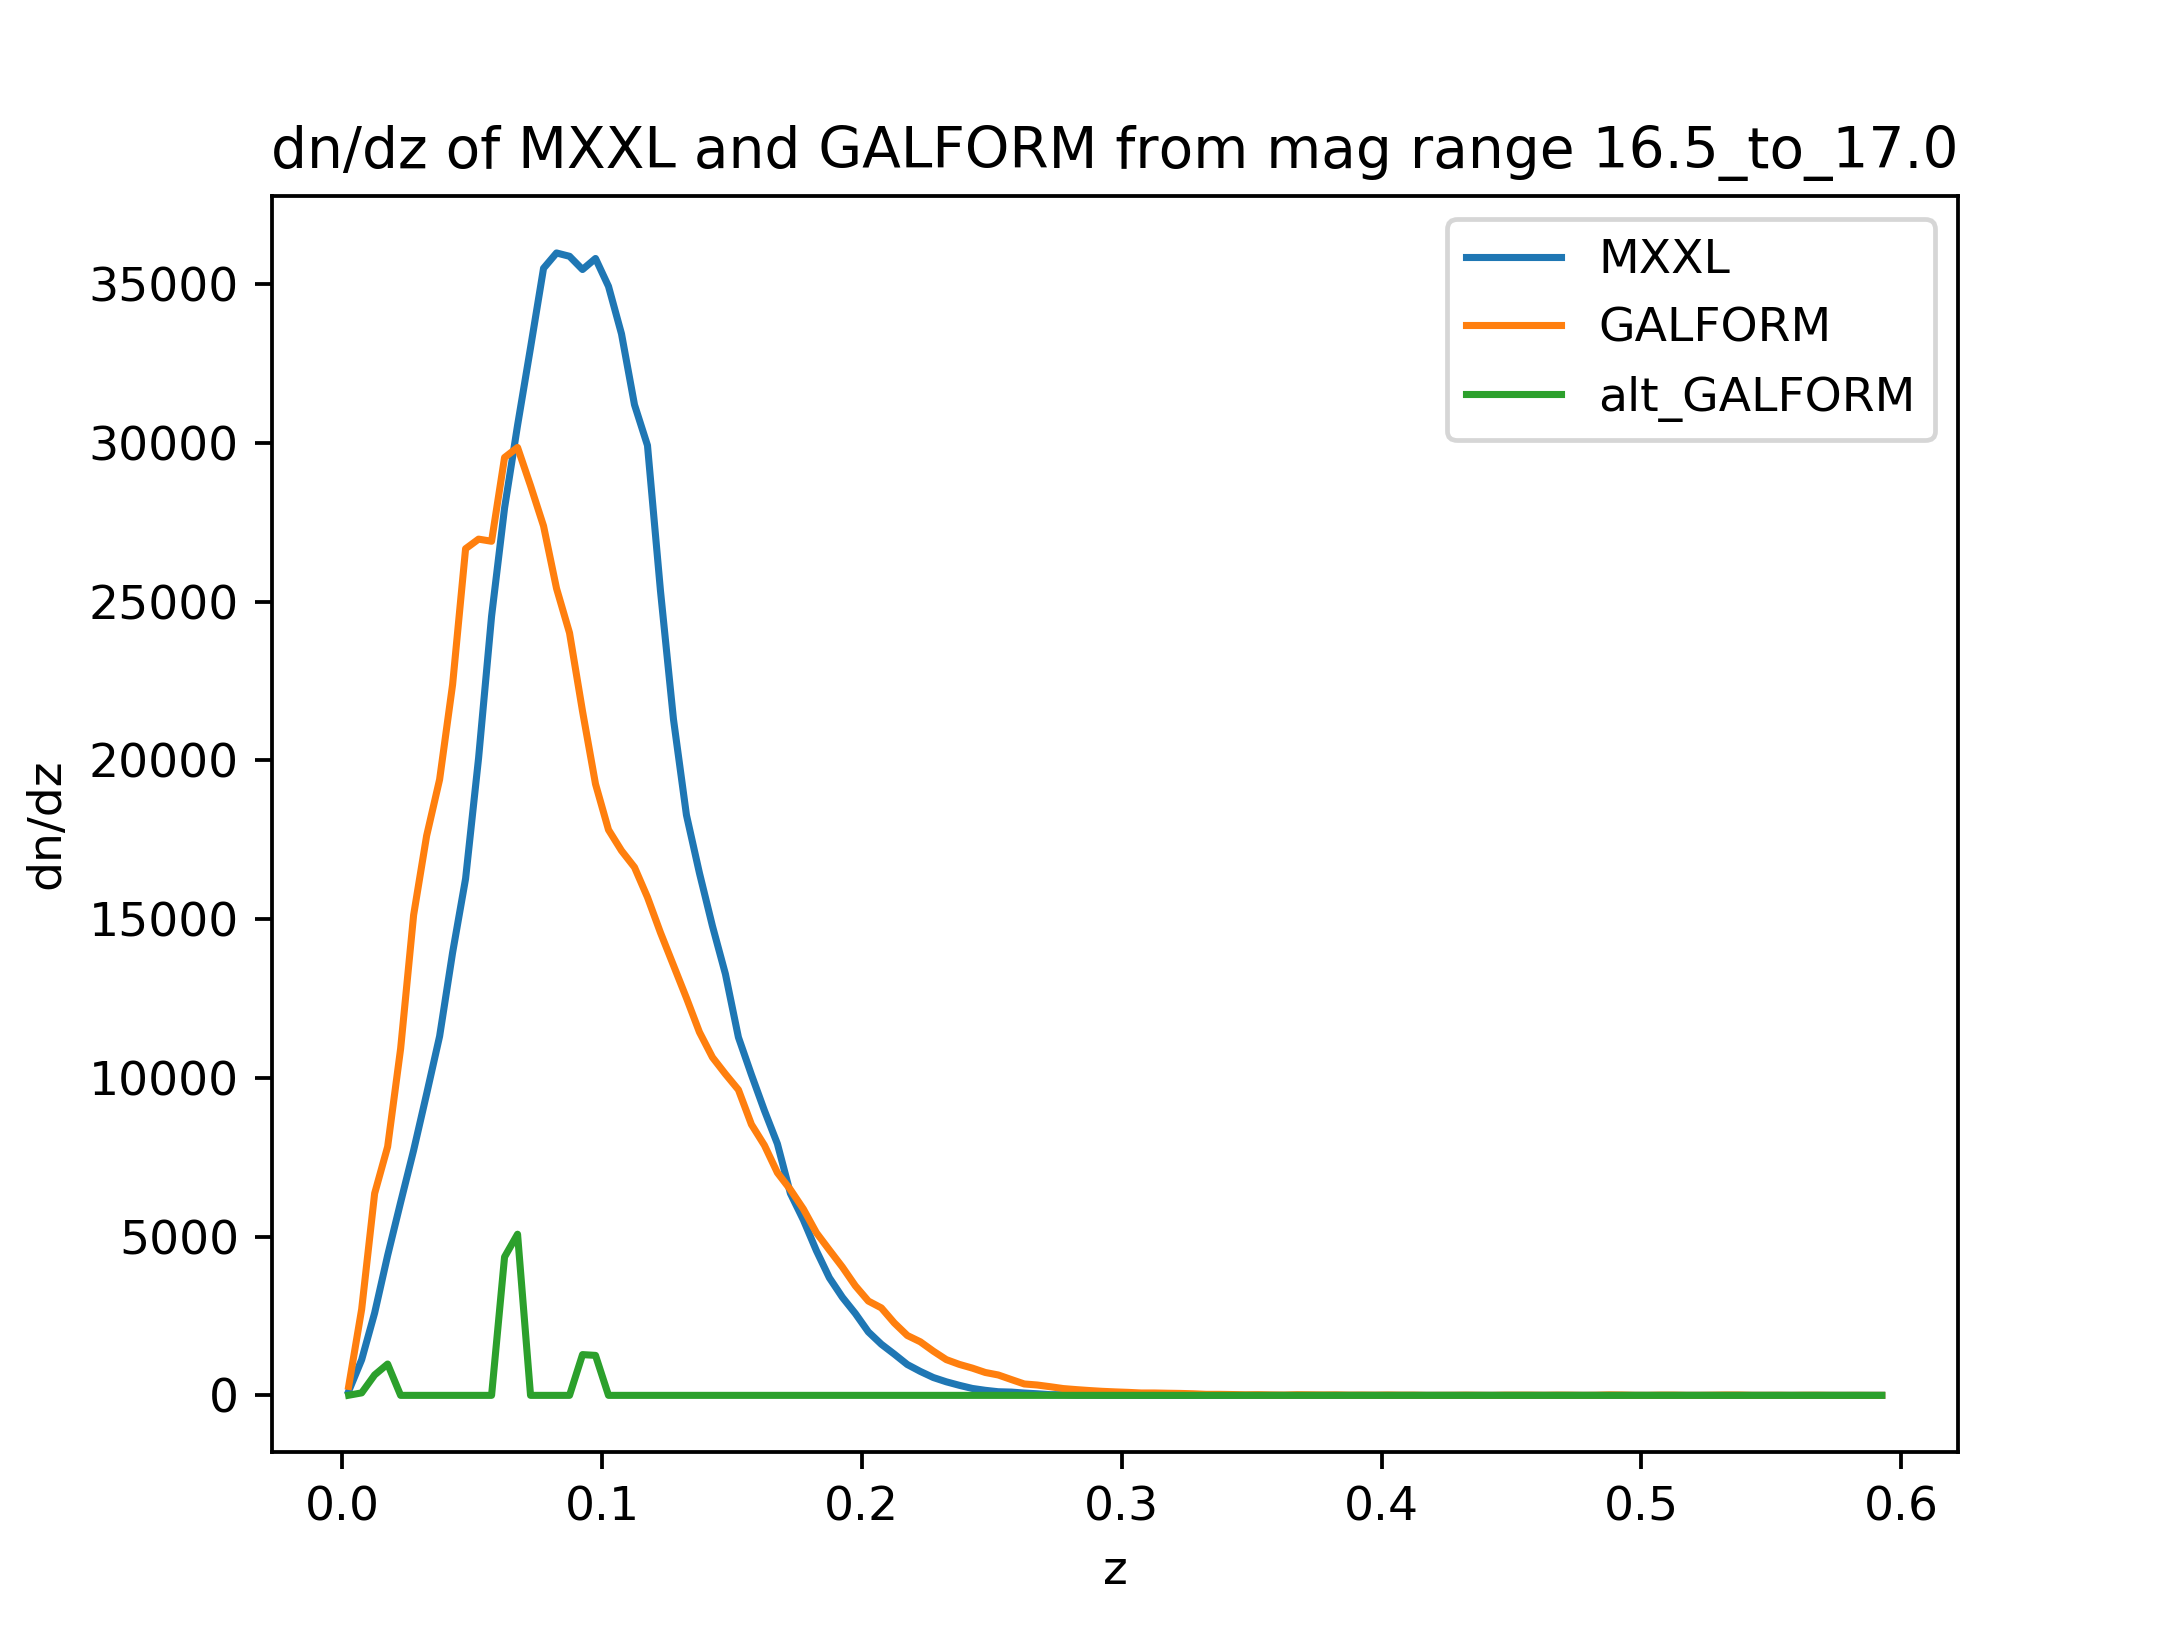 dn/dz of MXXL and GALFORM from mag range 16.5_to_17.0
MXXL
GALFORM
alt_GALFORM
35000
30000
25000
20000
15000
10000
5000
0
dn/dz
0.0 0.1 0.2 0.3 0.4 0.5 0.6
z